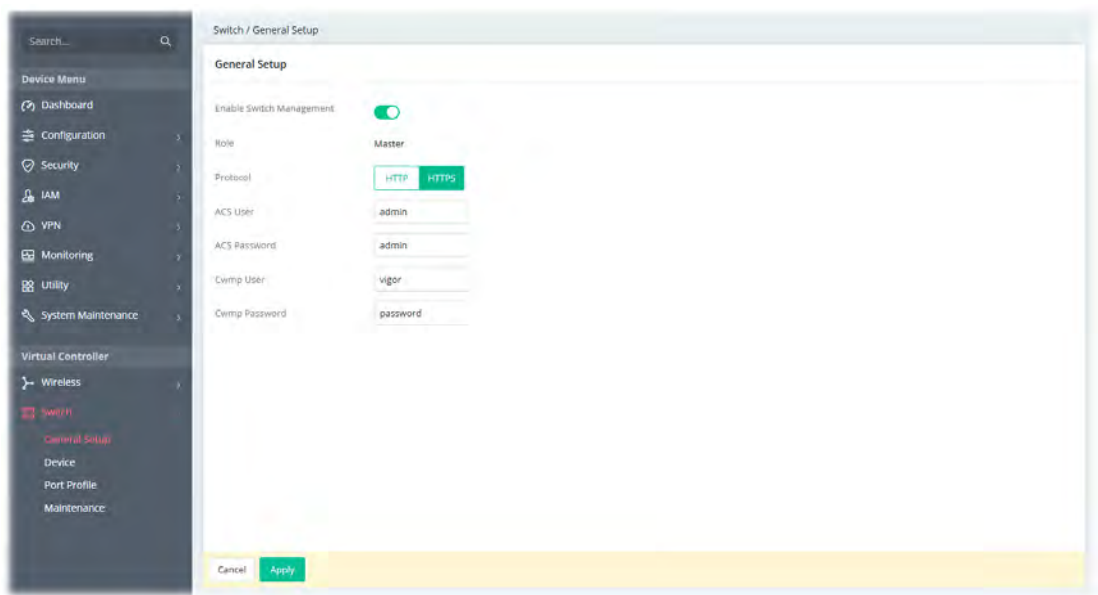 Search...
Device Menu
Dashboard
Configuration
Security
IAM
VPN
Monitoring
Utility
System Maintenance
Virtual Controller
Wireless
Switch
General Setup
Device
Port Profile
Maintenance
Switch / General Setup
General Setup
Enable Switch Management
Role Master
Protocol HTTP HTTPS
ACS User admin
ACS Password admin
Cwmp User vigor
Cwmp Password password
Cancel Apply